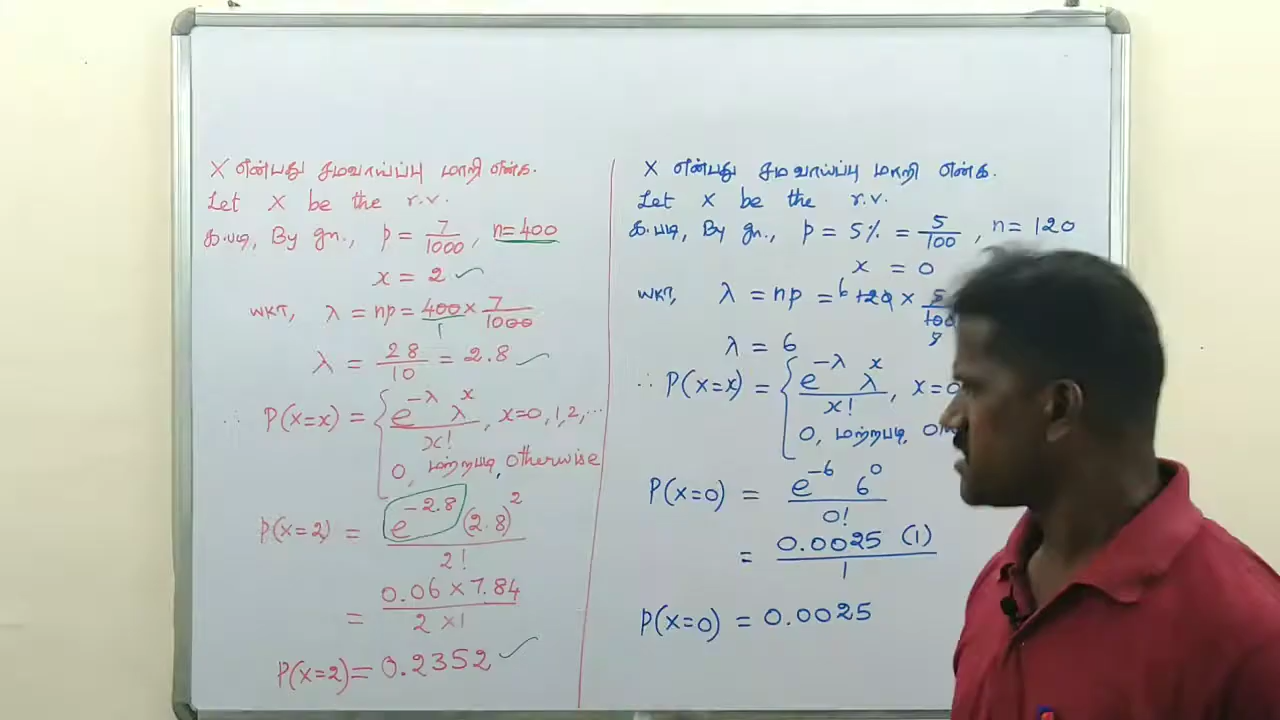 X என்பது சமவாய்ப்பு மாறி என்க.
Let X be the r.v.
க.படி, By gn., p = 7/1000, n=400
x = 2 ✓
WKT, λ = np = 400 × 7/1000
1
λ = 28/10 = 2.8 ✓
∴ P(X=x) = { e^{-λ} λ^x / x!, x=0,1,2,...
0, மற்றபடி, Otherwise
P(X=2) = e^{-2.8} (2.8)^2 / 2!
= 0.06 × 7.84 / 2 × 1
P(X=2) = 0.2352 ✓
X என்பது சமவாய்ப்பு மாறி என்க.
Let X be the r.v.
க.படி, By gn., p = 5% = 5/100, n = 120
x = 0
WKT, λ = np = 6 120 × 5/100
λ = 6
∴ P(X=x) = { e^{-λ} λ^x / x!, x=0
0, மற்றபடி,
P(X=0) = e^{-6} 6^0 / 0!
= 0.0025 (1) / 1
P(X=0) = 0.0025